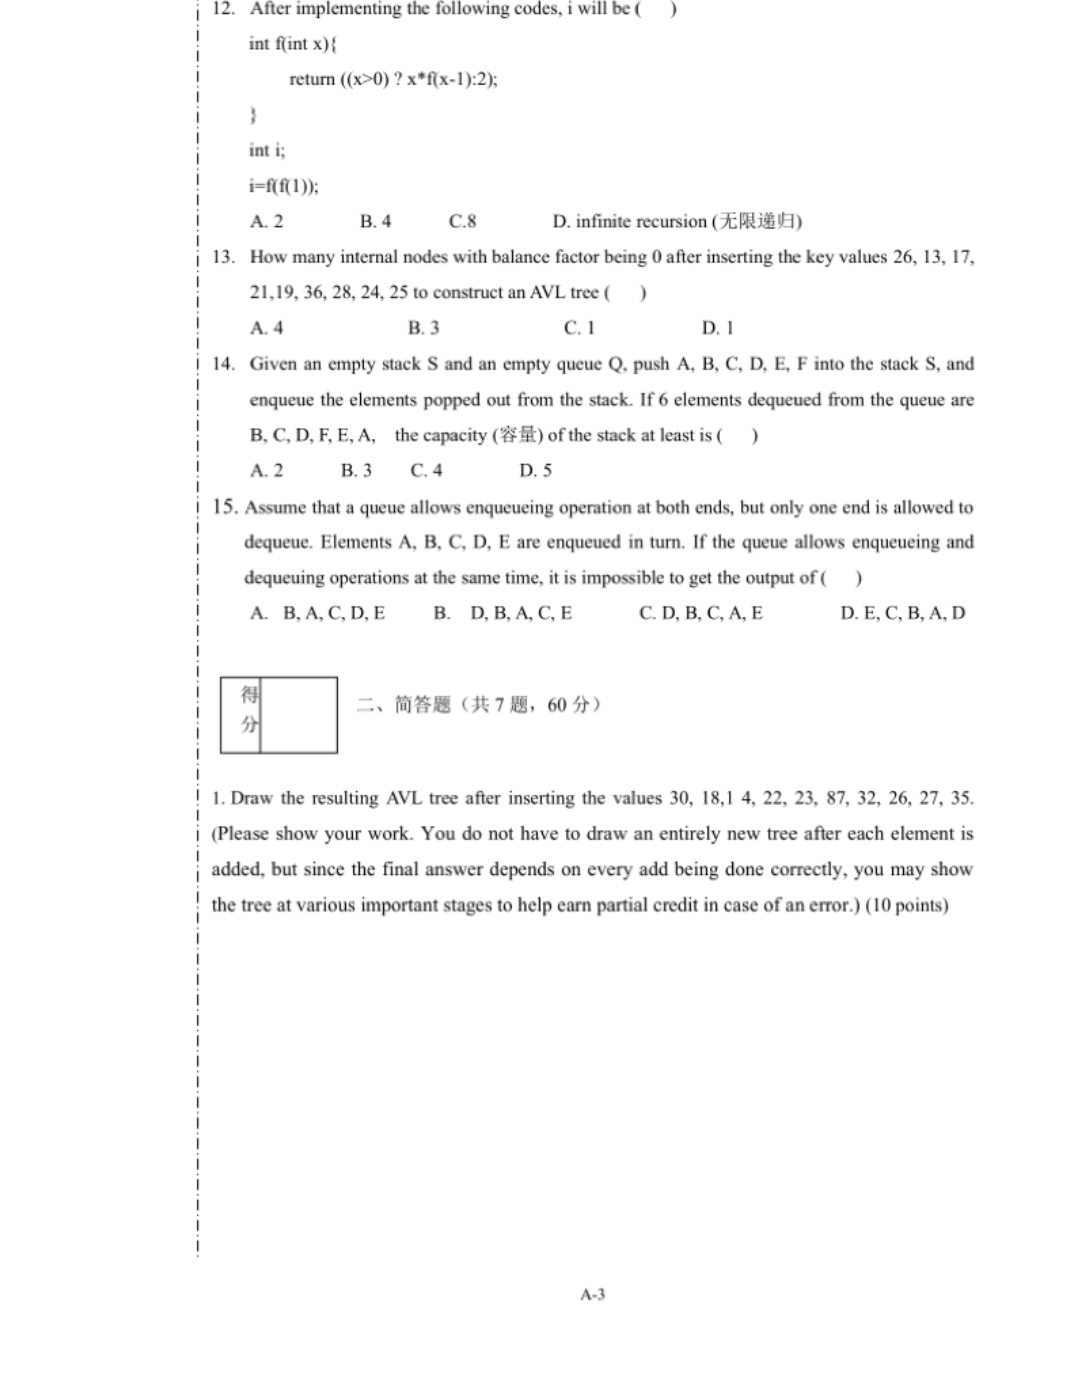 12. After implementing the following codes, i will be ( )
int f(int x){
return ((x>0) ? x*f(x-1):2);
}
int i;
i=f(f(1));
A. 2 B. 4 C.8 D. infinite recursion (无限递归)
13. How many internal nodes with balance factor being 0 after inserting the key values 26, 13, 17,
21,19, 36, 28, 24, 25 to construct an AVL tree ( )
A. 4 B. 3 C. 1 D. 1
14. Given an empty stack S and an empty queue Q, push A, B, C, D, E, F into the stack S, and
enqueue the elements popped out from the stack. If 6 elements dequeued from the queue are
B, C, D, F, E, A, the capacity (容量) of the stack at least is ( )
A. 2 B. 3 C. 4 D. 5
15. Assume that a queue allows enqueueing operation at both ends, but only one end is allowed to
dequeue. Elements A, B, C, D, E are enqueued in turn. If the queue allows enqueueing and
dequeuing operations at the same time, it is impossible to get the output of ( )
A. B, A, C, D, E B. D, B, A, C, E C. D, B, C, A, E D. E, C, B, A, D
得
分
二、简答题（共 7 题，60 分）
1. Draw the resulting AVL tree after inserting the values 30, 18,1 4, 22, 23, 87, 32, 26, 27, 35.
(Please show your work. You do not have to draw an entirely new tree after each element is
added, but since the final answer depends on every add being done correctly, you may show
the tree at various important stages to help earn partial credit in case of an error.) (10 points)
A-3